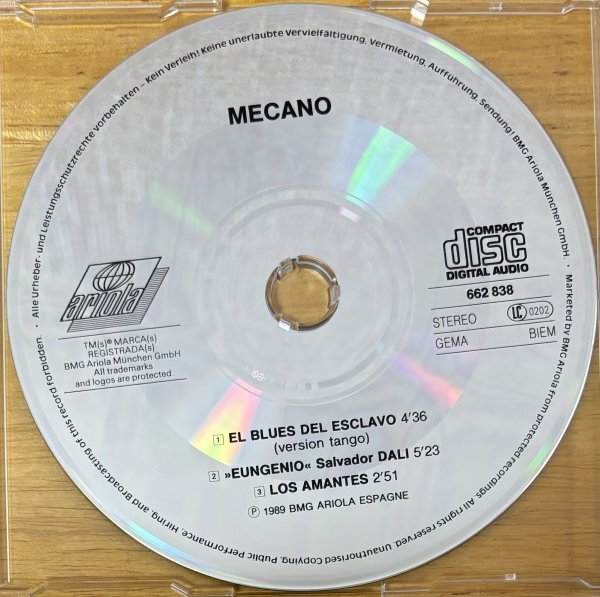 Alle Urheber- und Leistungsschutzrechte vorbehalten – Kein Verleih! Keine unerlaubte Vervielfältigung, Vermietung, Aufführung, Sendung! BMG Ariola München GmbH.
MECANO
COMPACT
disc
DIGITAL AUDIO
662 838
STEREO LC 0202
GEMA BIEM
ariola
TM(s)® MARCA(s)
REGISTRADA(s)
BMG Ariola München GmbH
All trademarks
and logos are protected
1 EL BLUES DEL ESCLAVO 4'36
(version tango)
2 »EUNGENIO« Salvador DALI 5'23
3 LOS AMANTES 2'51
Ⓟ 1989 BMG ARIOLA ESPAGNE
Marketed by BMG Ariola from protected recordings. All rights reserved. Unauthorised Copying, Public Performance, Hiring, and Broadcasting of this record forboden.